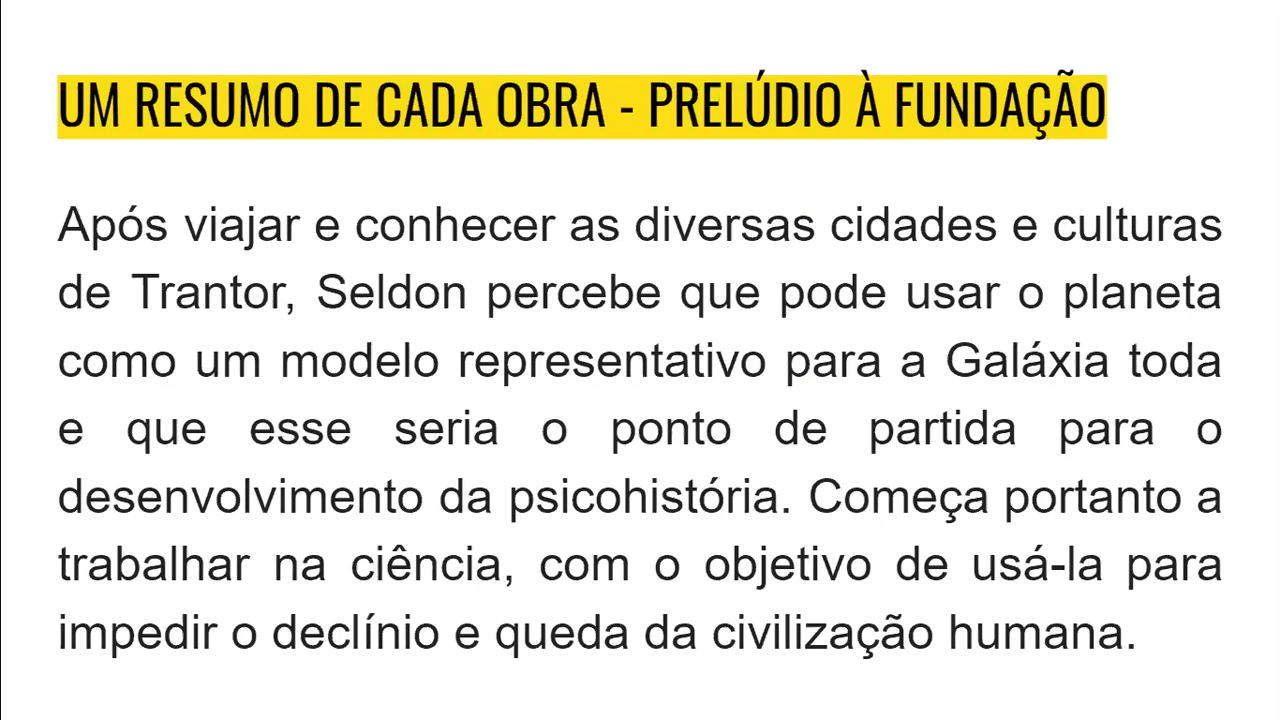 UM RESUMO DE CADA OBRA - PRELÚDIO À FUNDAÇÃO
Após viajar e conhecer as diversas cidades e culturas
de Trantor, Seldon percebe que pode usar o planeta
como um modelo representativo para a Galáxia toda
e que esse seria o ponto de partida para o
desenvolvimento da psicohistória. Começa portanto a
trabalhar na ciência, com o objetivo de usá-la para
impedir o declínio e queda da civilização humana.